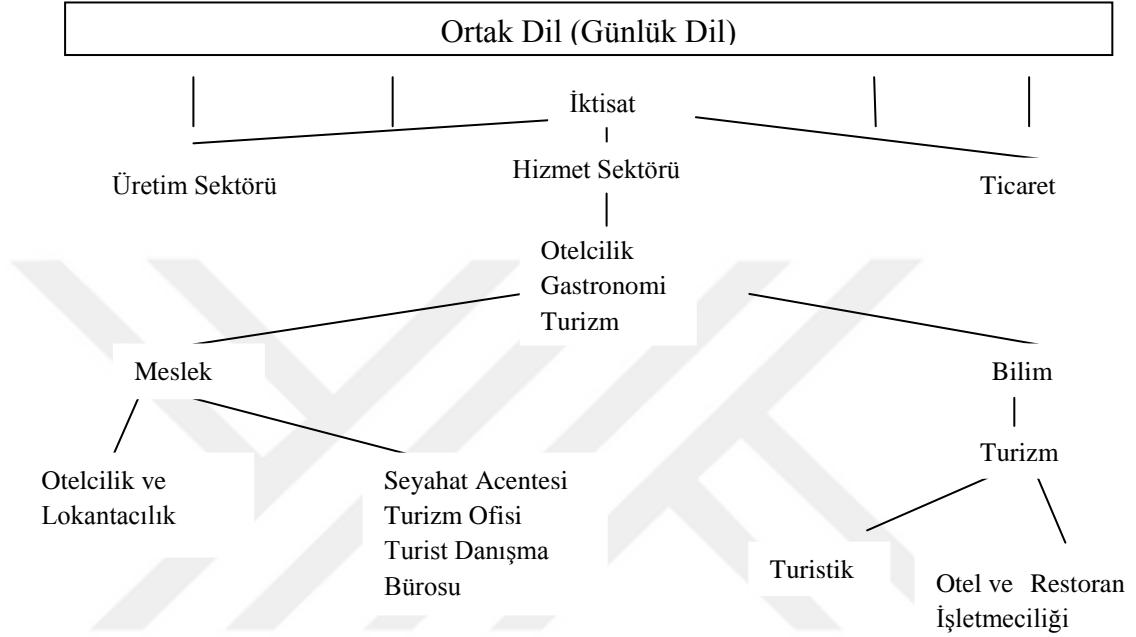 Ortak Dil (Günlük Dil)
İktisat
Üretim Sektörü
Hizmet Sektörü
Ticaret
Otelcilik
Gastronomi
Turizm
Meslek
Bilim
Otelcilik ve
Lokantacılık
Seyahat Acentesi
Turizm Ofisi
Turist Danışma
Bürosu
Turizm
Turistik
Otel ve Restoran
İşletmeciliği